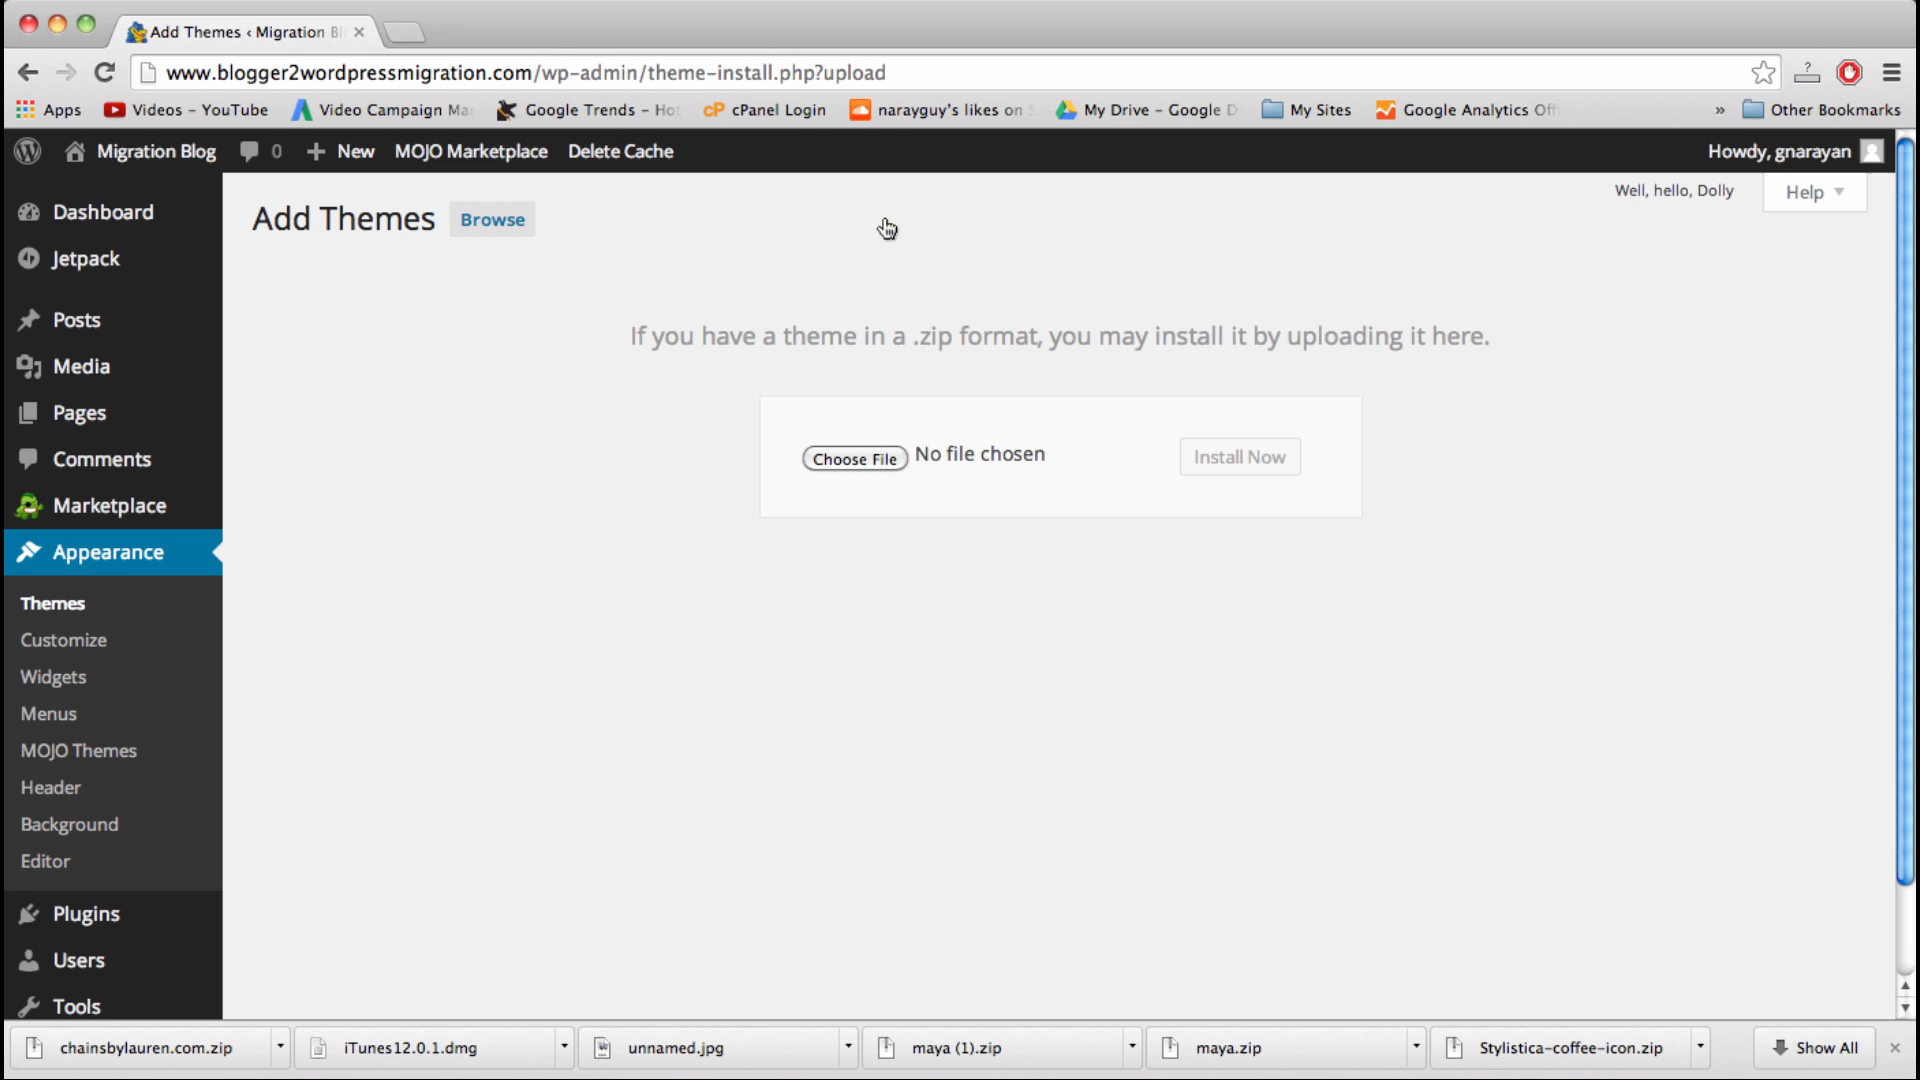 Add Themes ‹ Migration Bl
www.blogger2wordpressmigration.com/wp-admin/theme-install.php?upload
Apps Videos – YouTube Video Campaign Ma Google Trends – Hot cPanel Login narayguy's likes on My Drive – Google D My Sites Google Analytics Off » Other Bookmarks
Migration Blog 0 + New MOJO Marketplace Delete Cache Howdy, gnarayan
Well, hello, Dolly Help
Add Themes Browse
If you have a theme in a .zip format, you may install it by uploading it here.
Choose File No file chosen Install Now
Dashboard
Jetpack
Posts
Media
Pages
Comments
Marketplace
Appearance
Themes
Customize
Widgets
Menus
MOJO Themes
Header
Background
Editor
Plugins
Users
Tools
chainsbylauren.com.zip iTunes12.0.1.dmg unnamed.jpg maya (1).zip maya.zip Stylistica-coffee-icon.zip Show All